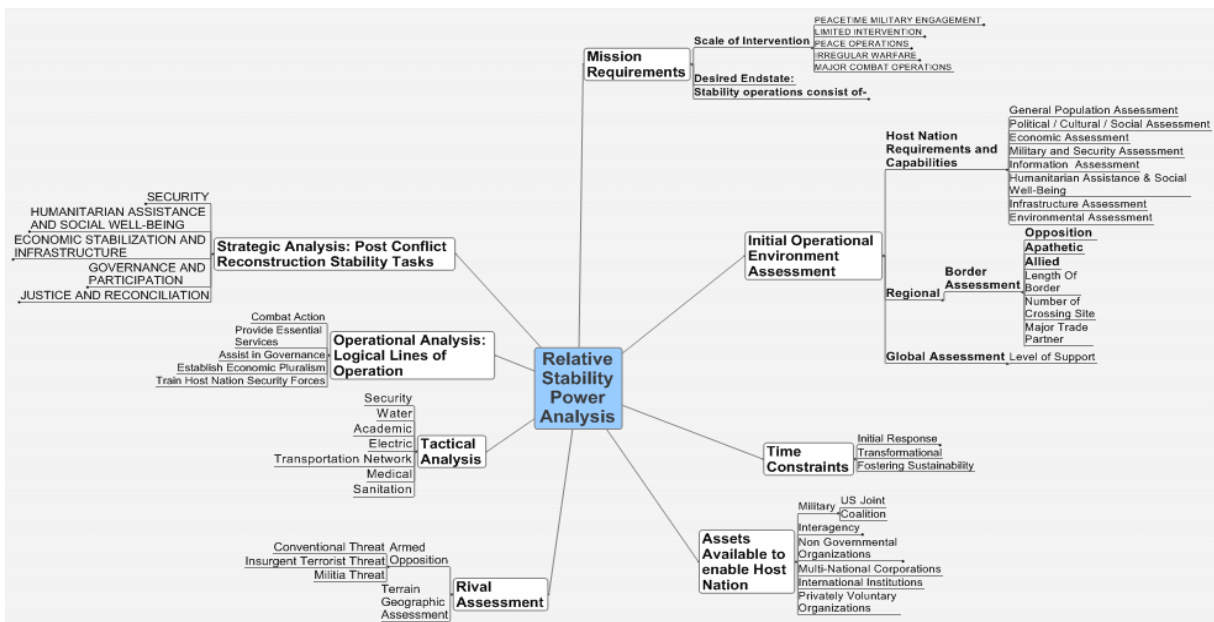 Relative
Stability
Power
Analysis
Mission
Requirements
Scale of Intervention
PEACETIME MILITARY ENGAGEMENT
LIMITED INTERVENTION
PEACE OPERATIONS
IRREGULAR WARFARE
MAJOR COMBAT OPERATIONS
Desired Endstate:
Stability operations consist of-
Initial Operational
Environment
Assessment
Host Nation
Requirements and
Capabilities
General Population Assessment
Political / Cultural / Social Assessment
Economic Assessment
Military and Security Assessment
Information Assessment
Humanitarian Assistance & Social
Well-Being
Infrastructure Assessment
Environmental Assessment
Regional
Border
Assessment
Opposition
Apathetic
Allied
Length Of
Border
Number of
Crossing Site
Major Trade
Partner
Global Assessment
Level of Support
Time
Constraints
Initial Response
Transformational
Fostering Sustainability
Assets
Available to
enable Host
Nation
Military
US Joint
Coalition
Interagency
Non Governmental
Organizations
Multi-National Corporations
International Institutions
Privately Voluntary
Organizations
Strategic Analysis: Post Conflict
Reconstruction Stability Tasks
SECURITY
HUMANITARIAN ASSISTANCE
AND SOCIAL WELL-BEING
ECONOMIC STABILIZATION AND
INFRASTRUCTURE
GOVERNANCE AND
PARTICIPATION
JUSTICE AND RECONCILIATION
Operational Analysis:
Logical Lines of
Operation
Combat Action
Provide Essential
Services
Assist in Governance
Establish Economic Pluralism
Train Host Nation Security Forces
Tactical
Analysis
Security
Water
Academic
Electric
Transportation Network
Medical
Sanitation
Rival
Assessment
Armed
Opposition
Conventional Threat
Insurgent Terrorist Threat
Militia Threat
Terrain
Geographic
Assessment